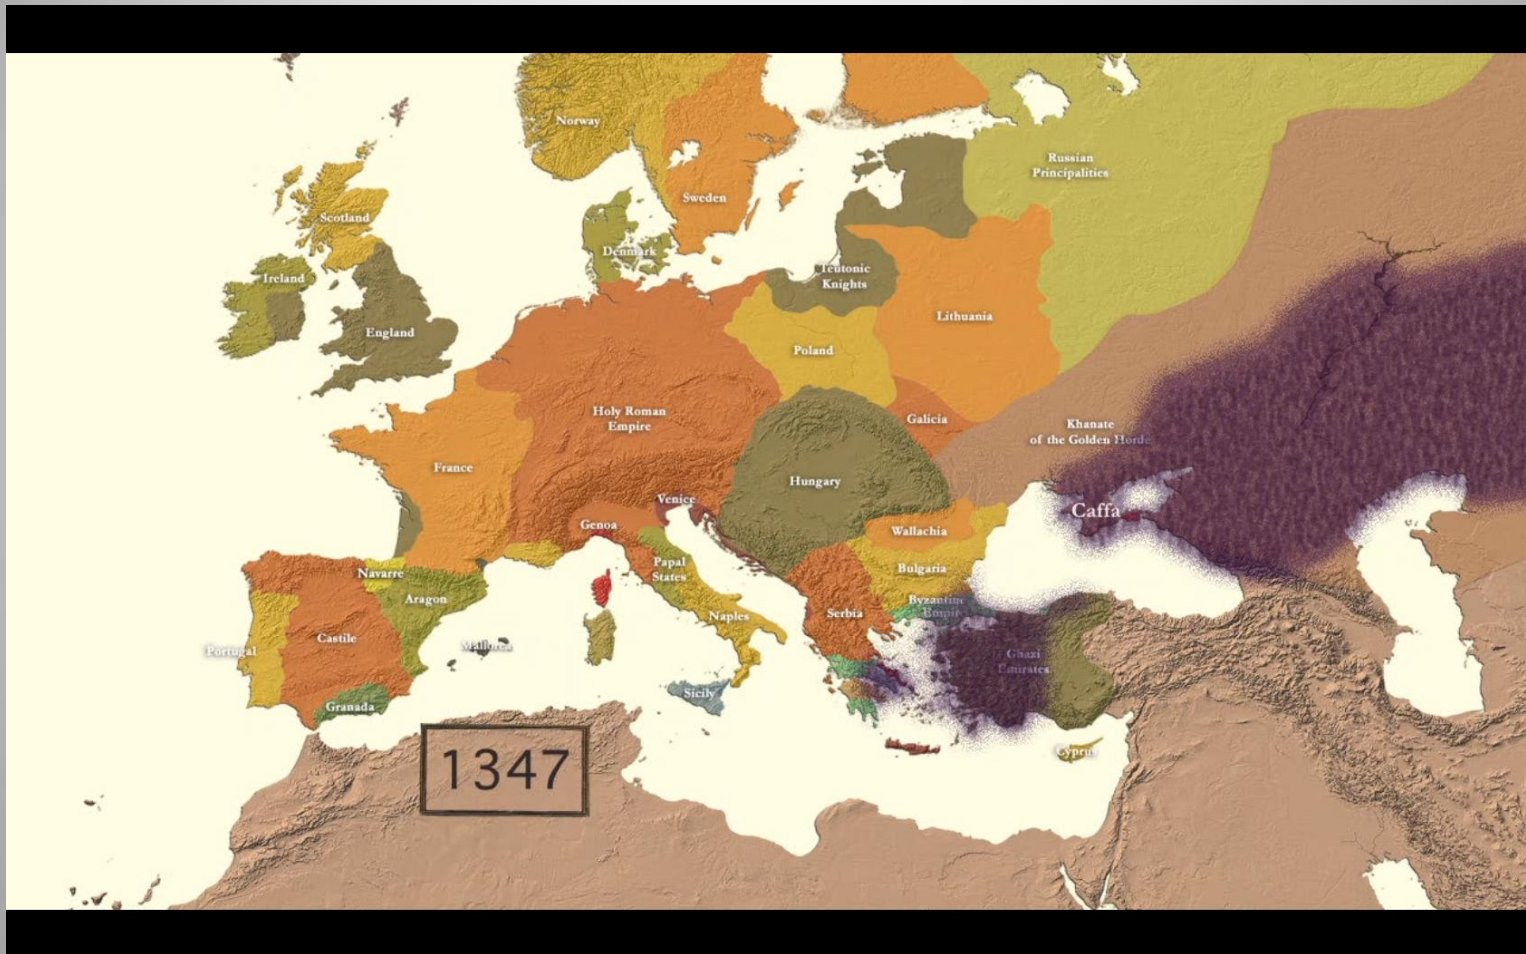 Norway
Sweden
Russian
Principalities
Scotland
Denmark
Ireland
Teutonic
Knights
England
Lithuania
Poland
Holy Roman
Empire
Galicia
Khanate
of the Golden Horde
France
Hungary
Venice
Caffa
Genoa
Wallachia
Navarre
Papal
States
Bulgaria
Aragon
Byzantine
Empire
Naples
Serbia
Castile
Portugal
Mallorca
Ghazi
Emirates
Sicily
Granada
Cyprus
1347